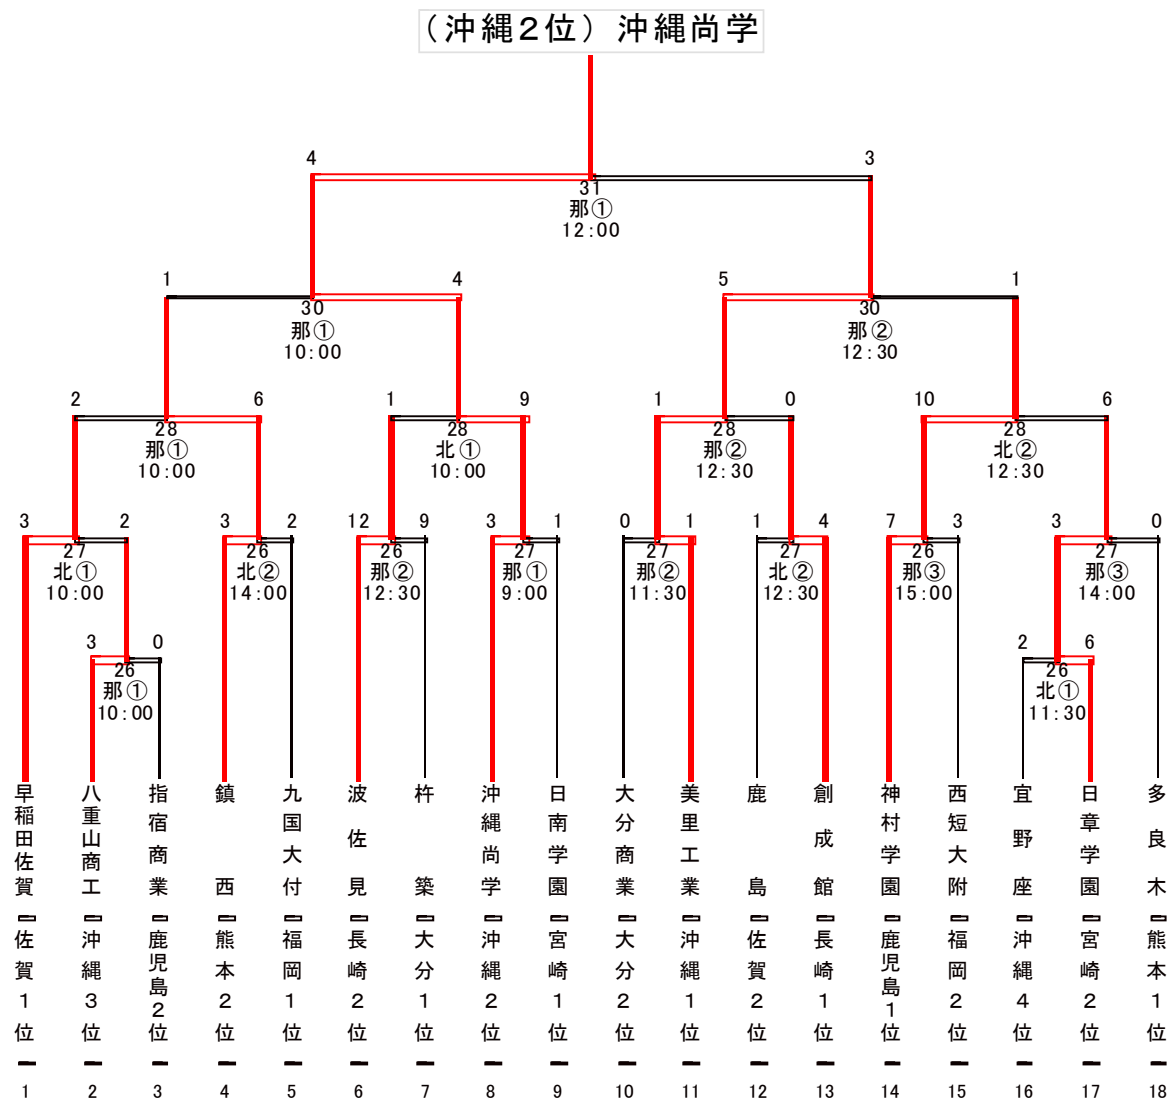 （沖縄２位） 沖縄尚学
4 3
31
那①
12:00
1 4 5 1
30 30
那① 那②
10:00 12:30
2 6 1 9 1 0 10 6
28 28 28 28
那① 北① 那② 北②
10:00 10:00 12:30 12:30
3 2 3 2 12 9 3 1 0 1 1 4 7 3 3 0
27 26 26 27 27 27 26 27
北① 北② 那② 那① 那② 北② 那③ 那③
10:00 14:00 12:30 9:00 11:30 12:30 15:00 14:00
3 0 2 6
26 26
那① 北①
10:00 11:30
早稲田佐賀（佐賀１位）
八重山商工（沖縄３位）
指宿商業（鹿児島２位）
鎮西（熊本２位）
九国大付（福岡１位）
波佐見（長崎２位）
杵築（大分１位）
沖縄尚学（沖縄２位）
日南学園（宮崎１位）
大分商業（大分２位）
美里工業（沖縄１位）
鹿島（佐賀２位）
創成館（長崎１位）
神村学園（鹿児島１位）
西短大附（福岡２位）
宜野座（沖縄４位）
日章学園（宮崎２位）
多良木（熊本１位）
1 2 3 4 5 6 7 8 9 10 11 12 13 14 15 16 17 18